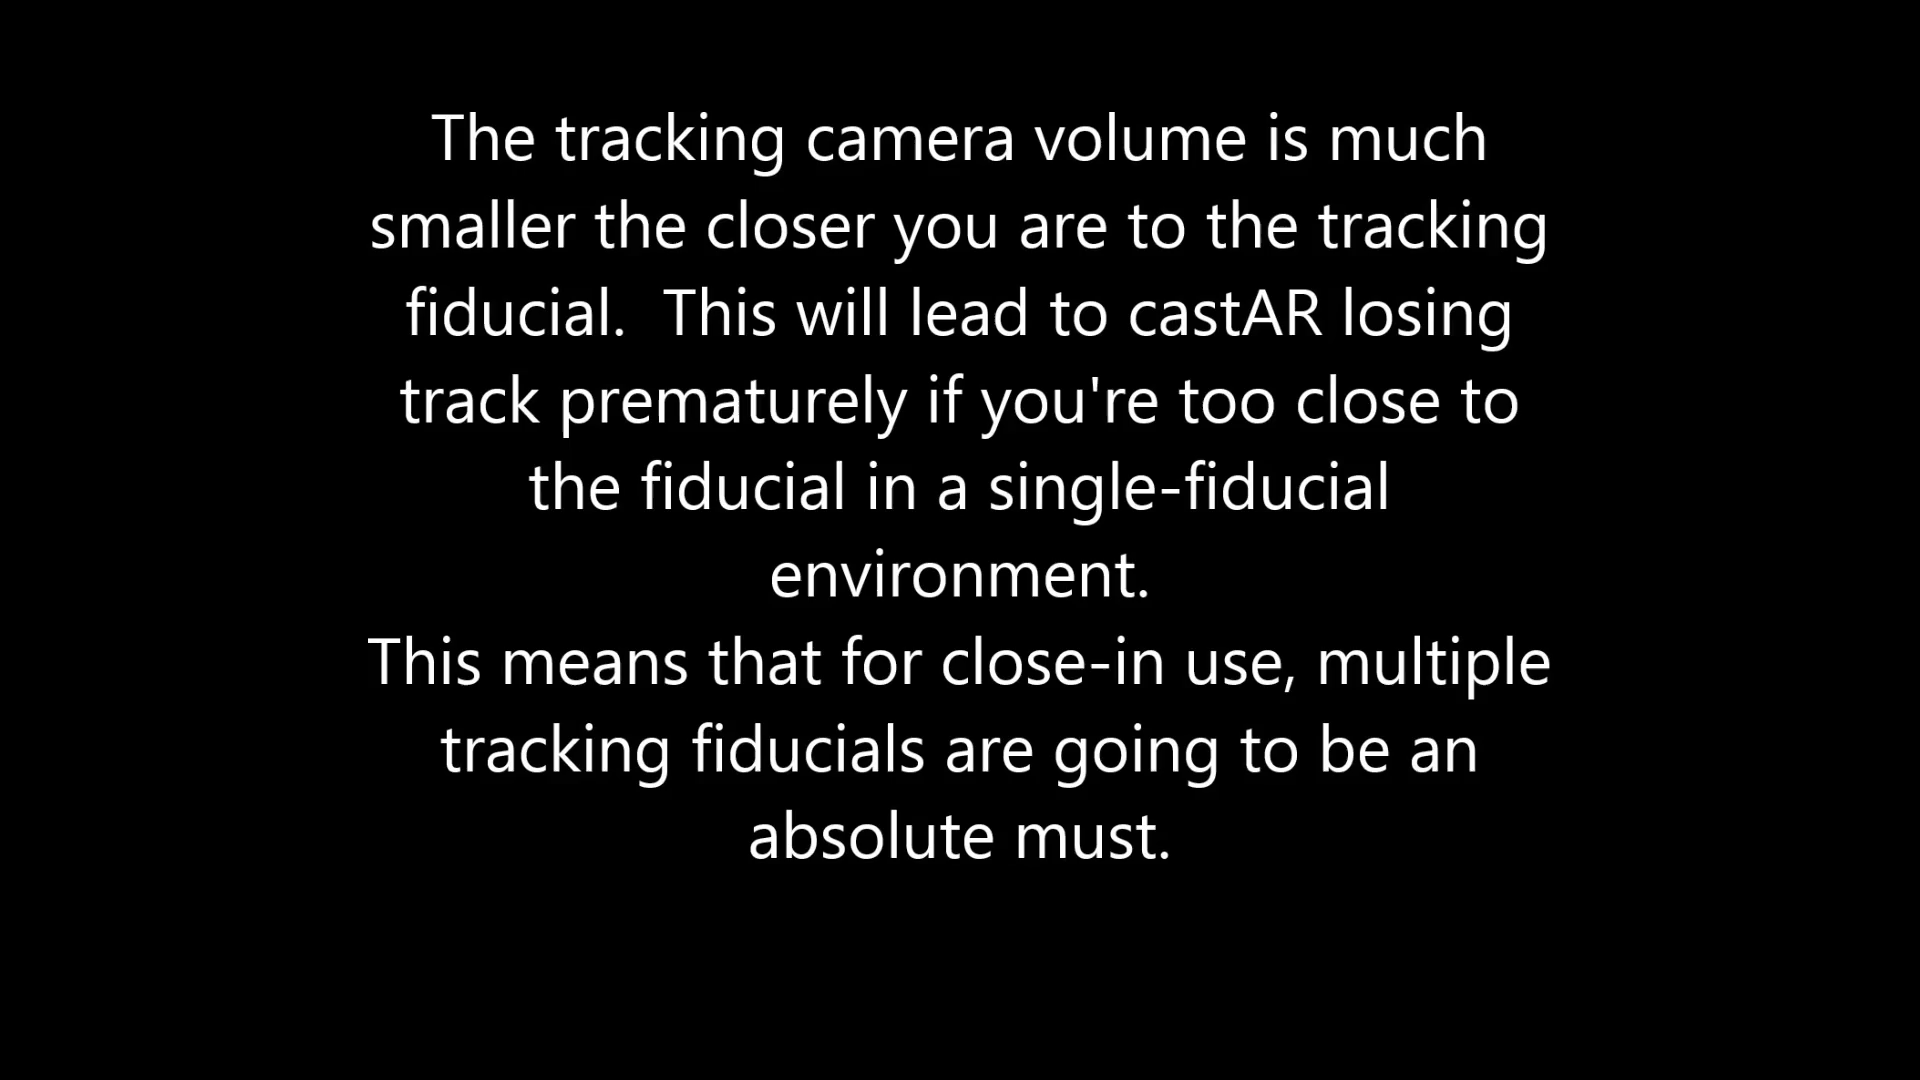 The tracking camera volume is much
smaller the closer you are to the tracking
fiducial.  This will lead to castAR losing
track prematurely if you're too close to
the fiducial in a single-fiducial
environment.
This means that for close-in use, multiple
tracking fiducials are going to be an
absolute must.